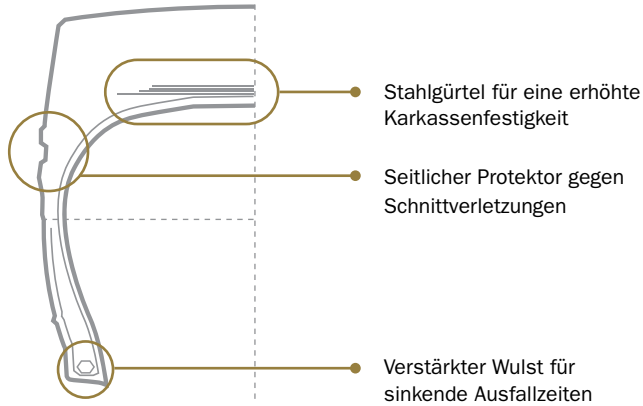 Stahlgürtel für eine erhöhte
Karkassenfestigkeit
Seitlicher Protektor gegen
Schnittverletzungen
Verstärkter Wulst für
sinkende Ausfallzeiten